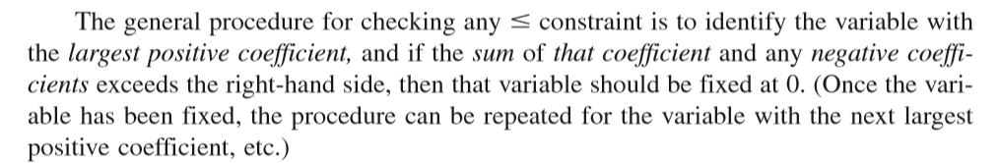 The general procedure for checking any ≤ constraint is to identify the variable with
the largest positive coefficient, and if the sum of that coefficient and any negative coeffi-
cients exceeds the right-hand side, then that variable should be fixed at 0. (Once the vari-
able has been fixed, the procedure can be repeated for the variable with the next largest
positive coefficient, etc.)